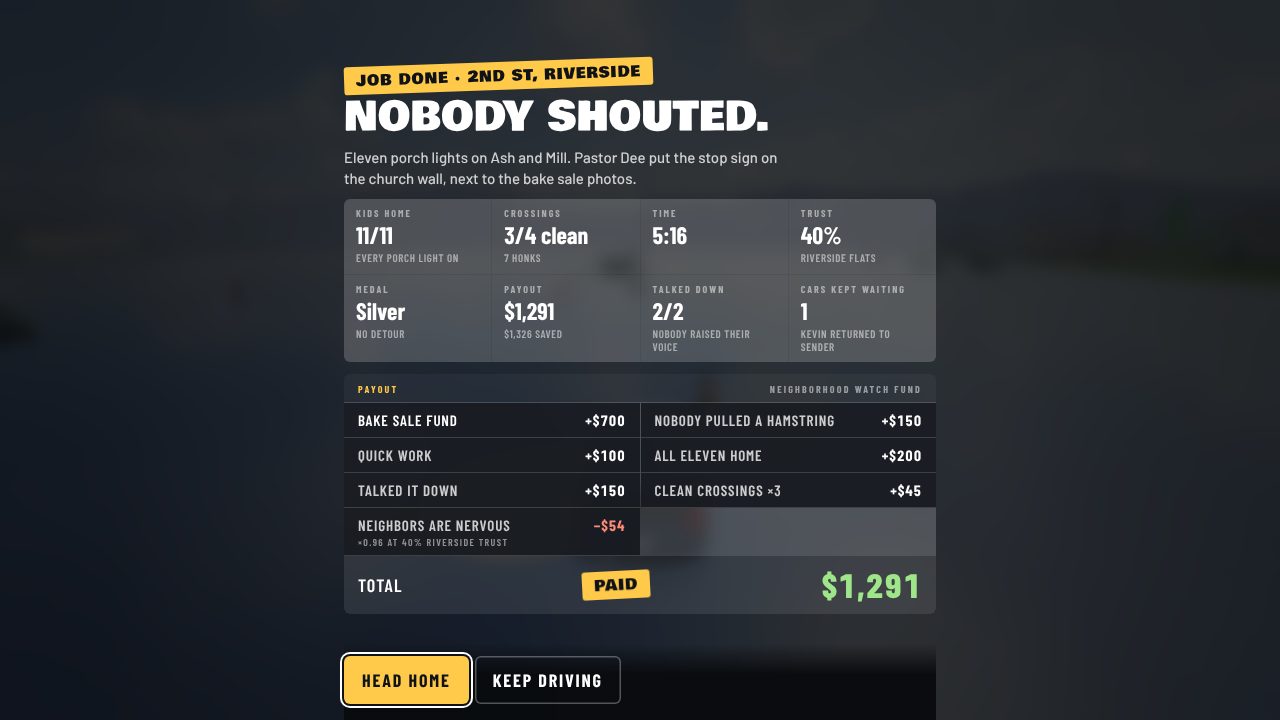 JOB DONE · 2ND ST, RIVERSIDE
NOBODY SHOUTED.
Eleven porch lights on Ash and Mill. Pastor Dee put the stop sign on
the church wall, next to the bake sale photos.
KIDS HOME
11/11
EVERY PORCH LIGHT ON
CROSSINGS
3/4 clean
7 HONKS
TIME
5:16
TRUST
40%
RIVERSIDE FLATS
MEDAL
Silver
NO DETOUR
PAYOUT
$1,291
$1,326 SAVED
TALKED DOWN
2/2
NOBODY RAISED THEIR
VOICE
CARS KEPT WAITING
1
KEVIN RETURNED TO
SENDER
PAYOUT
NEIGHBORHOOD WATCH FUND
BAKE SALE FUND +$700
NOBODY PULLED A HAMSTRING +$150
QUICK WORK +$100
ALL ELEVEN HOME +$200
TALKED IT DOWN +$150
CLEAN CROSSINGS ×3 +$45
NEIGHBORS ARE NERVOUS −$54
×0.96 AT 40% RIVERSIDE TRUST
TOTAL PAID $1,291
HEAD HOME
KEEP DRIVING